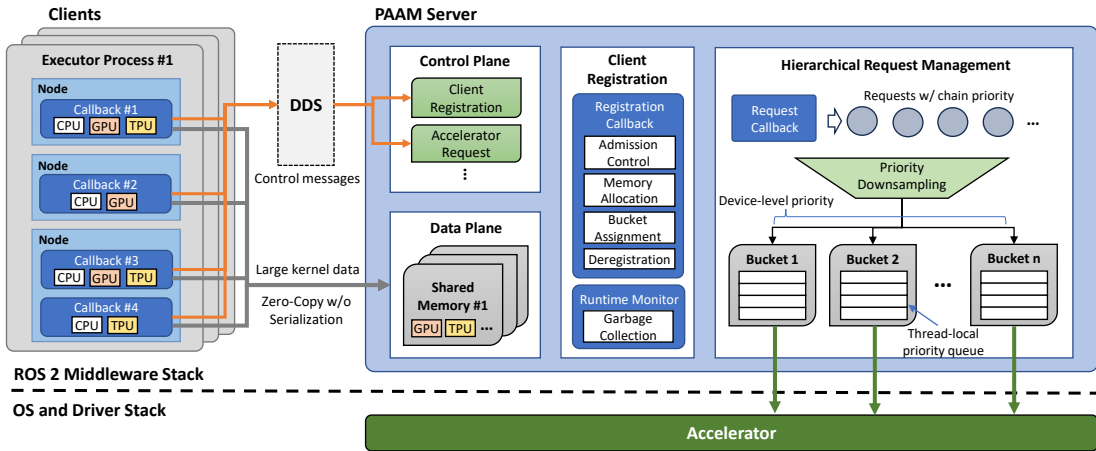 Clients
Executor Process #1
Node
Callback #1
CPU
GPU
TPU
Node
Callback #2
CPU
GPU
Node
Callback #3
CPU
GPU
TPU
Callback #4
CPU
TPU
DDS
Control messages
Large kernel data
Zero-Copy w/o
Serialization
PAAM Server
Control Plane
Client
Registration
Accelerator
Request
⋮
Data Plane
Shared
Memory #1
GPU
TPU
...
Client
Registration
Registration
Callback
Admission
Control
Memory
Allocation
Bucket
Assignment
Deregistration
Runtime Monitor
Garbage
Collection
Hierarchical Request Management
Request
Callback
Requests w/ chain priority
...
Priority
Downsampling
Device-level priority
Bucket 1
Bucket 2
...
Bucket n
Thread-local
priority queue
ROS 2 Middleware Stack
OS and Driver Stack
Accelerator